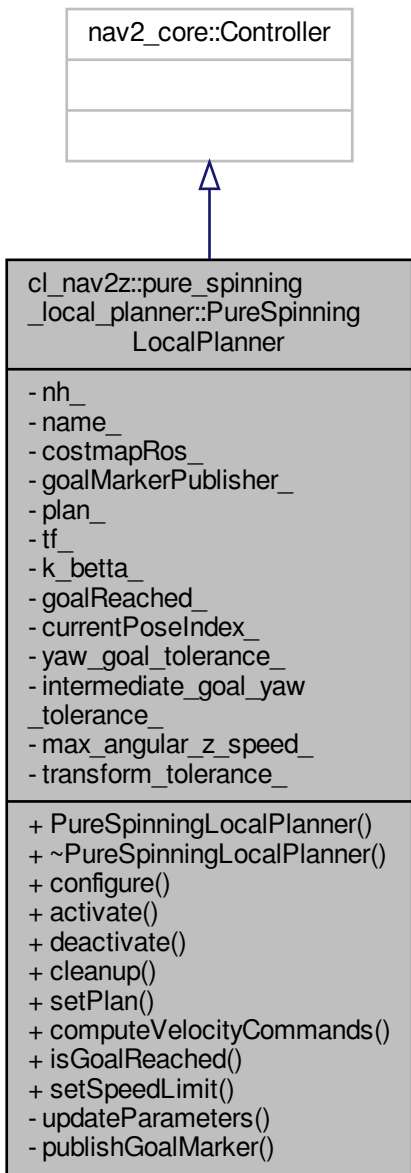 nav2_core::Controller
cl_nav2z::pure_spinning
_local_planner::PureSpinning
LocalPlanner
- nh_
- name_
- costmapRos_
- goalMarkerPublisher_
- plan_
- tf_
- k_betta_
- goalReached_
- currentPoseIndex_
- yaw_goal_tolerance_
- intermediate_goal_yaw
_tolerance_
- max_angular_z_speed_
- transform_tolerance_
+ PureSpinningLocalPlanner()
+ ~PureSpinningLocalPlanner()
+ configure()
+ activate()
+ deactivate()
+ cleanup()
+ setPlan()
+ computeVelocityCommands()
+ isGoalReached()
+ setSpeedLimit()
- updateParameters()
- publishGoalMarker()